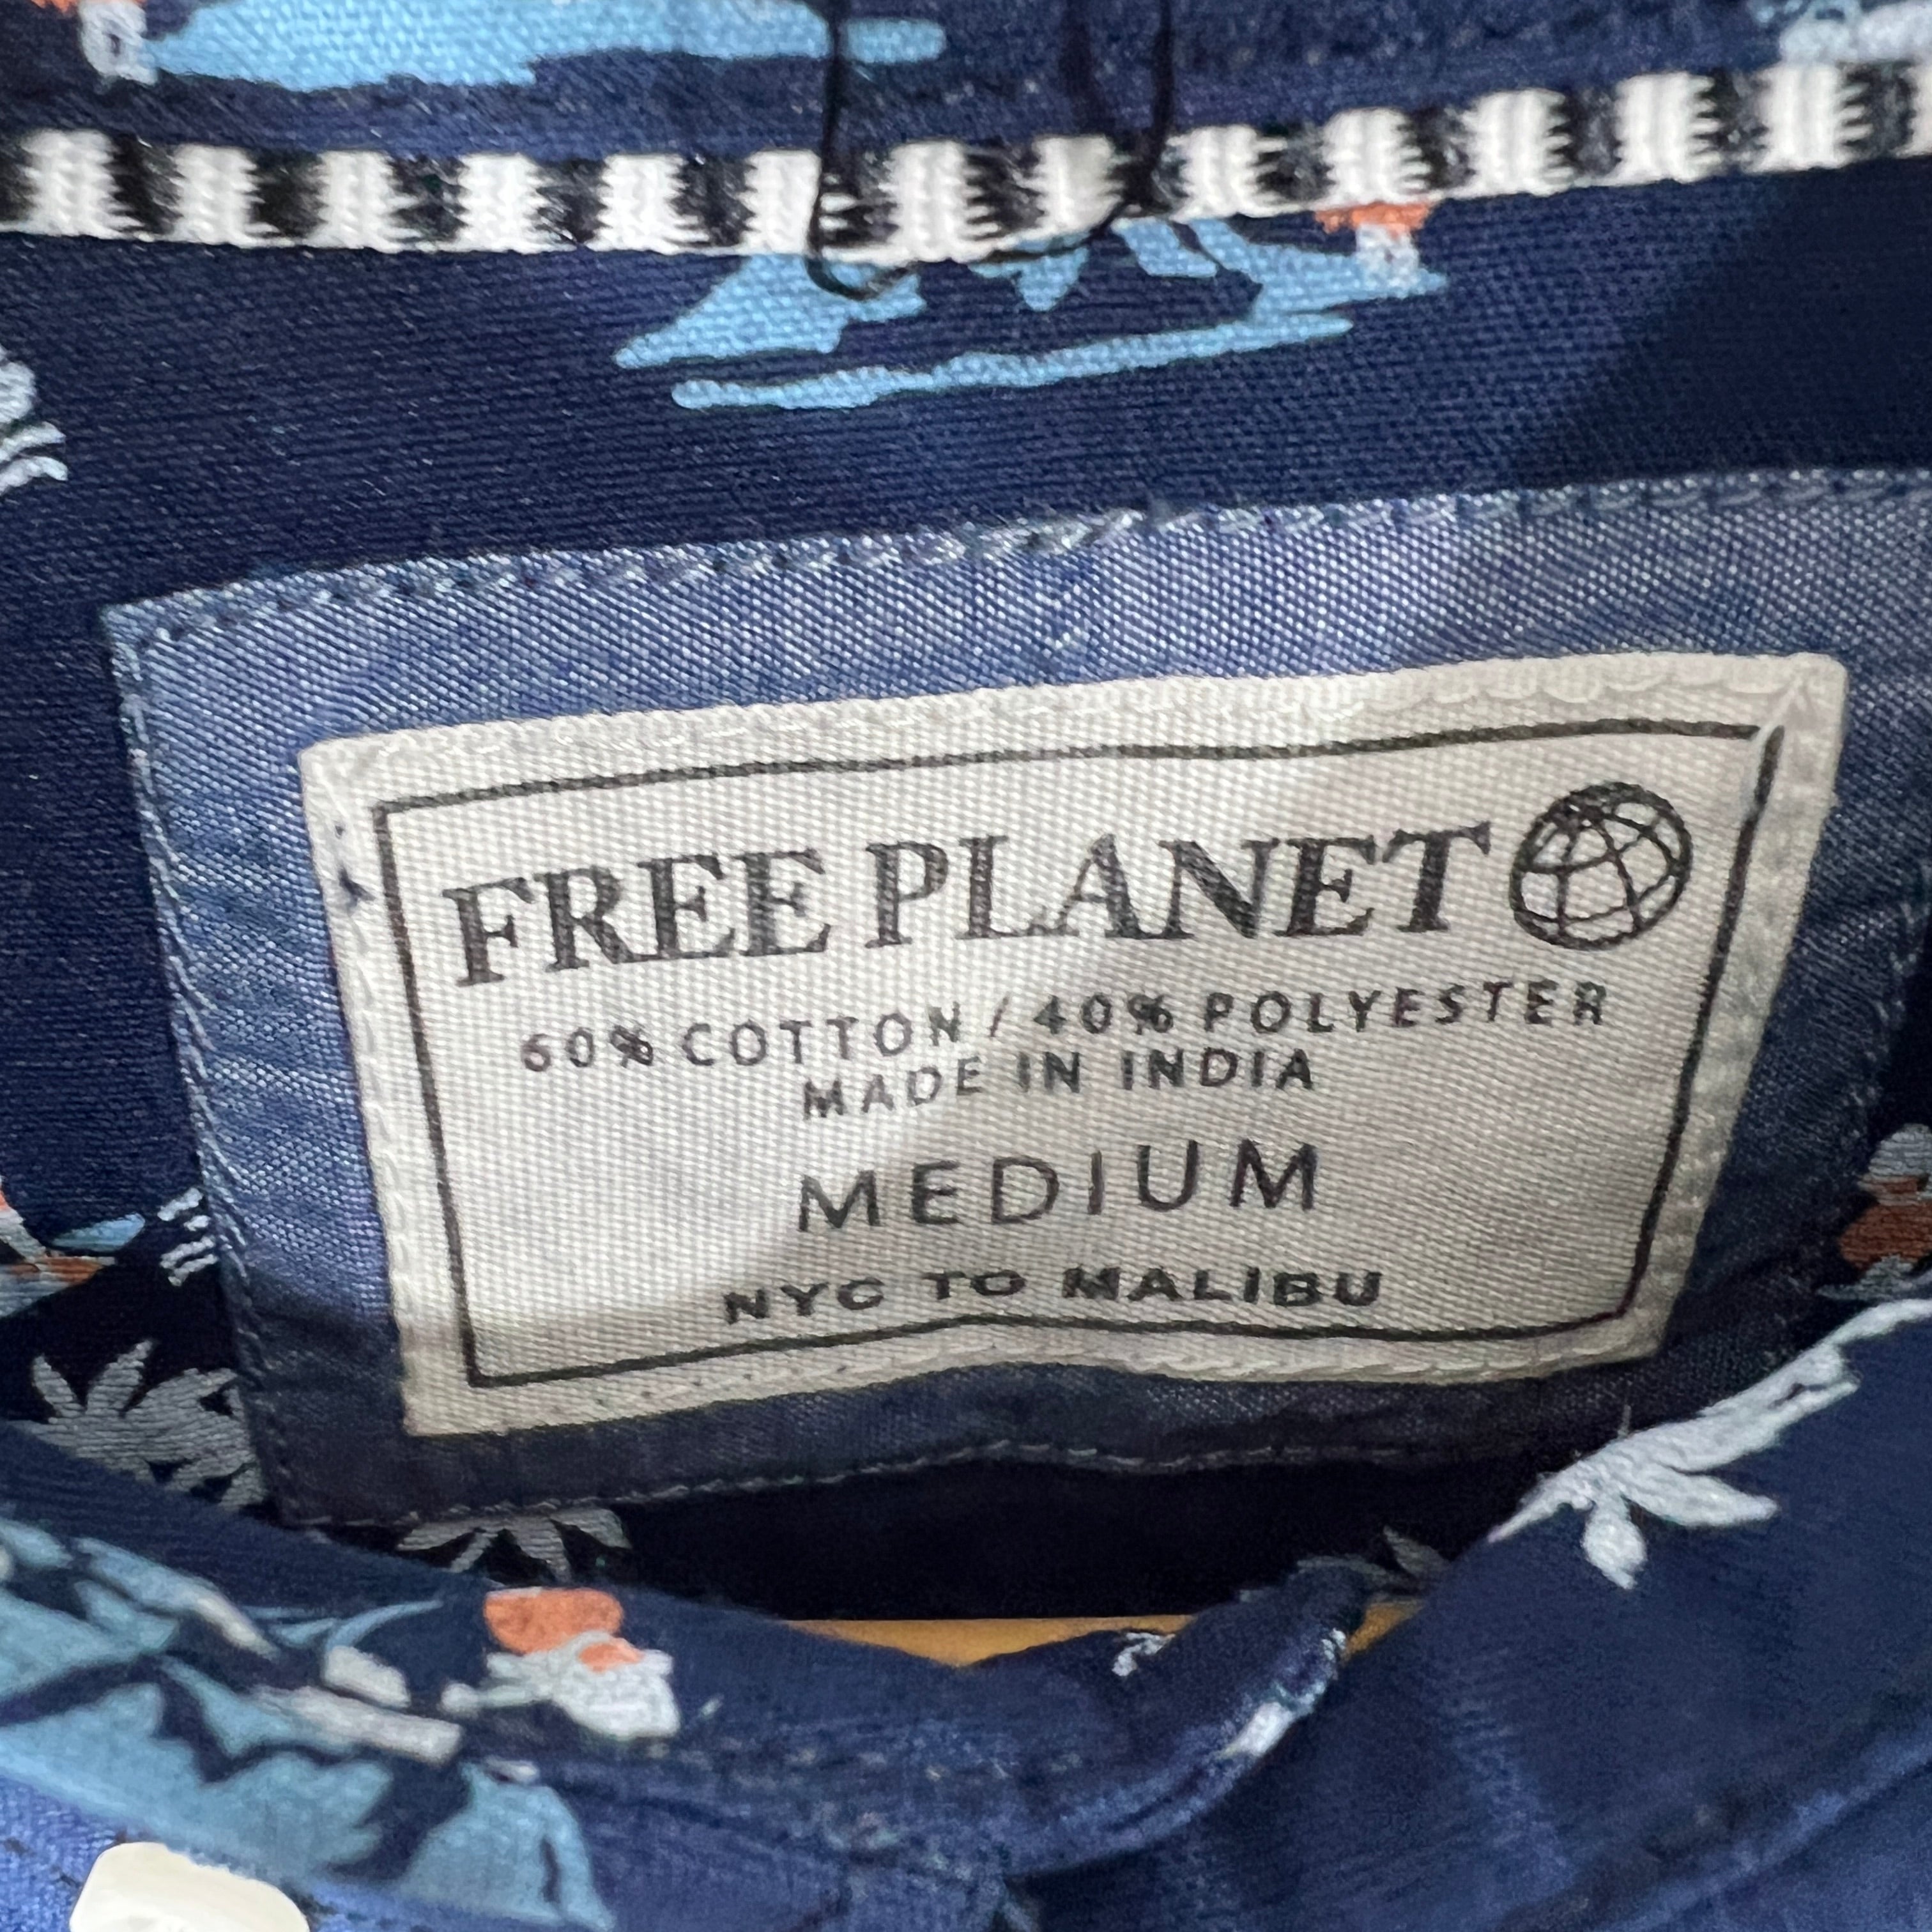 FREE PLANET
60% COTTON / 40% POLYESTER
MADE IN INDIA
MEDIUM
NYC TO MALIBU